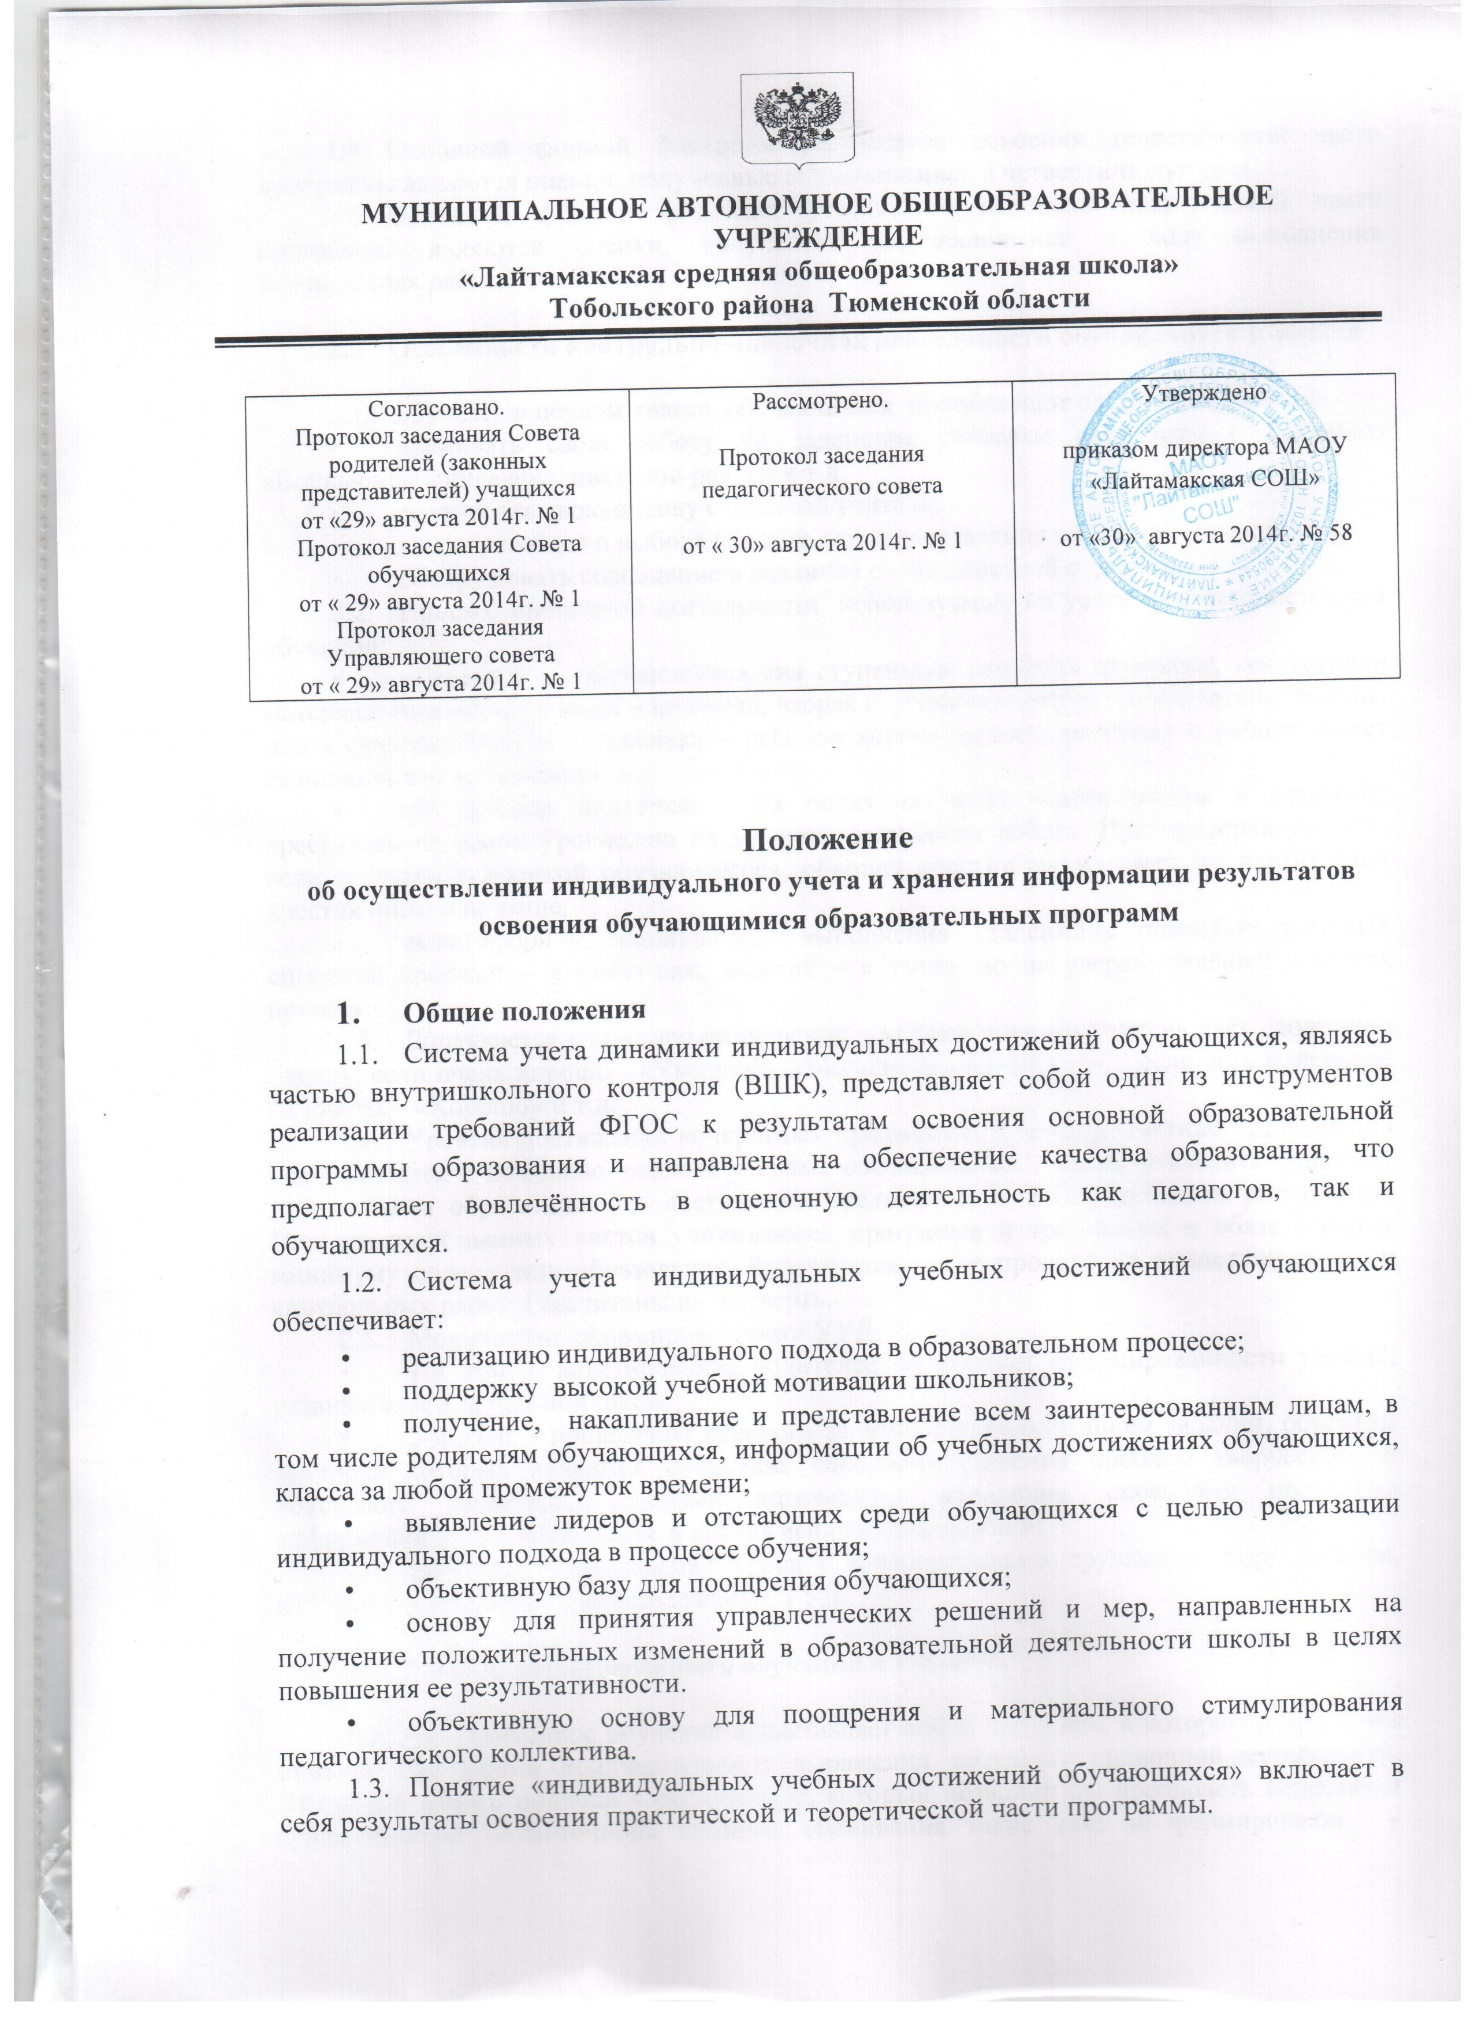 МУНИЦИПАЛЬНОЕ АВТОНОМНОЕ ОБЩЕОБРАЗОВАТЕЛЬНОЕ
УЧРЕЖДЕНИЕ
«Лайтамакская средняя общеобразовательная школа»
Тобольского района Тюменской области
Согласовано.
Протокол заседания Совета
родителей (законных
представителей) учащихся
от «29» августа 2014г. № 1
Протокол заседания Совета
обучающихся
от « 29» августа 2014г. № 1
Протокол заседания
Управляющего совета
от « 29» августа 2014г. № 1
Рассмотрено.
Протокол заседания
педагогического совета
от « 30» августа 2014г. № 1
Утверждено
приказом директора МАОУ
«Лайтамакская СОШ»
от «30» августа 2014г. № 58
МАОУ
"Лайтамакская
СОШ"
Положение
об осуществлении индивидуального учета и хранения информации результатов
освоения обучающимися образовательных программ
1. Общие положения
1.1. Система учета динамики индивидуальных достижений обучающихся, являясь
частью внутришкольного контроля (ВШК), представляет собой один из инструментов
реализации требований ФГОС к результатам освоения основной образовательной
программы образования и направлена на обеспечение качества образования, что
предполагает вовлечённость в оценочную деятельность как педагогов, так и
обучающихся.
1.2. Система учета индивидуальных учебных достижений обучающихся
обеспечивает:
• реализацию индивидуального подхода в образовательном процессе;
• поддержку высокой учебной мотивации школьников;
• получение, накапливание и представление всем заинтересованным лицам, в
том числе родителям обучающихся, информации об учебных достижениях обучающихся,
класса за любой промежуток времени;
• выявление лидеров и отстающих среди обучающихся с целью реализации
индивидуального подхода в процессе обучения;
• объективную базу для поощрения обучающихся;
• основу для принятия управленческих решений и мер, направленных на
получение положительных изменений в образовательной деятельности школы в целях
повышения ее результативности.
• объективную основу для поощрения и материального стимулирования
педагогического коллектива.
1.3. Понятие «индивидуальных учебных достижений обучающихся» включает в
себя результаты освоения практической и теоретической части программы.